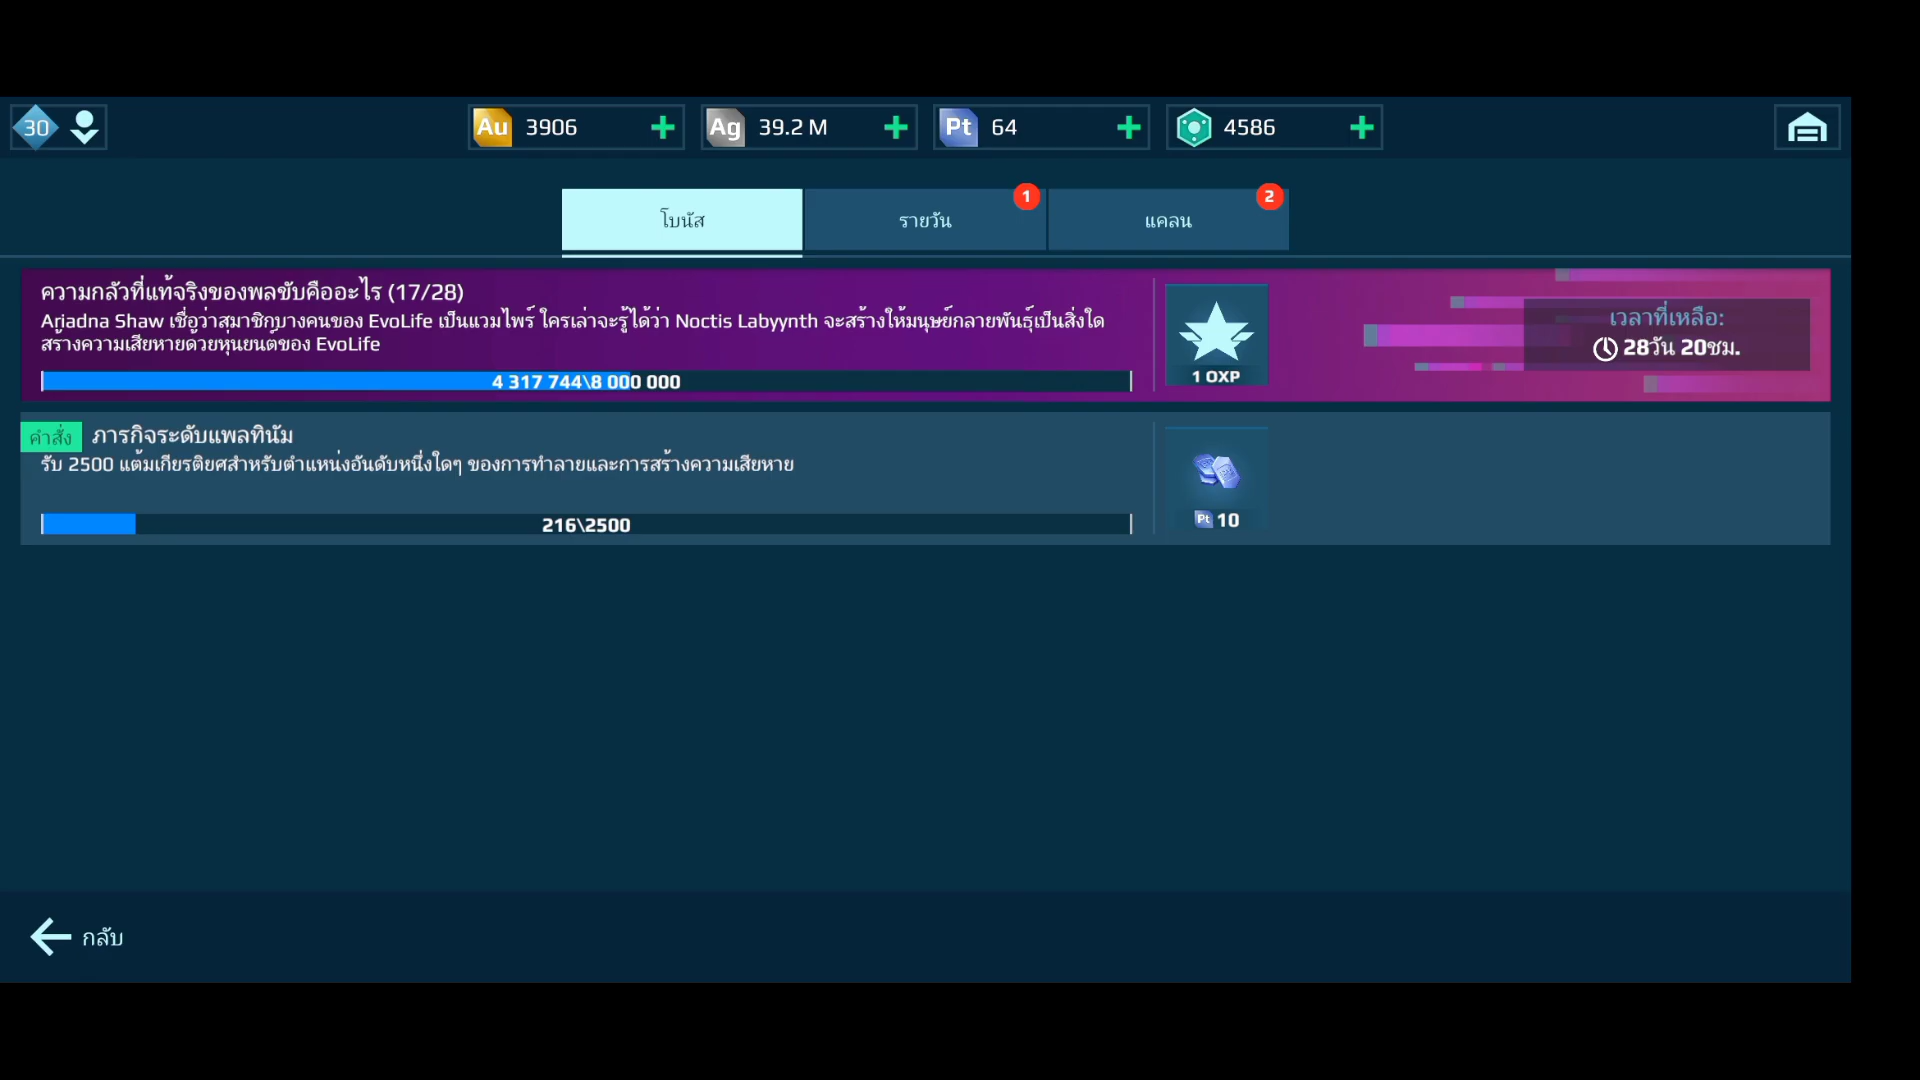 30
Au 3906
Ag 39.2 M
Pt 64
4586
โบนัส
รายวัน
1
แคลน
2
ความกลัวที่แท้จริงของพลขับคืออะไร (17/28)
Ariadna Shaw เชื่อว่าสมาชิกบางคนของ EvoLife เป็นแวมไพร์ ใครเล่าจะรู้ได้ว่า Noctis Labyynth จะสร้างให้มนุษย์กลายพันธุ์เป็นสิ่งใด
สร้างความเสียหายด้วยหุ่นยนต์ของ EvoLife
4 317 744\8 000 000
1 OXP
เวลาที่เหลือ:
28วัน 20ชม.
คำสั่ง ภารกิจระดับแพลทินัม
รับ 2500 แต้มเกียรติยศสำหรับตำแหน่งอันดับหนึ่งใดๆ ของการทำลายและการสร้างความเสียหาย
216\2500
Pt 10
กลับ